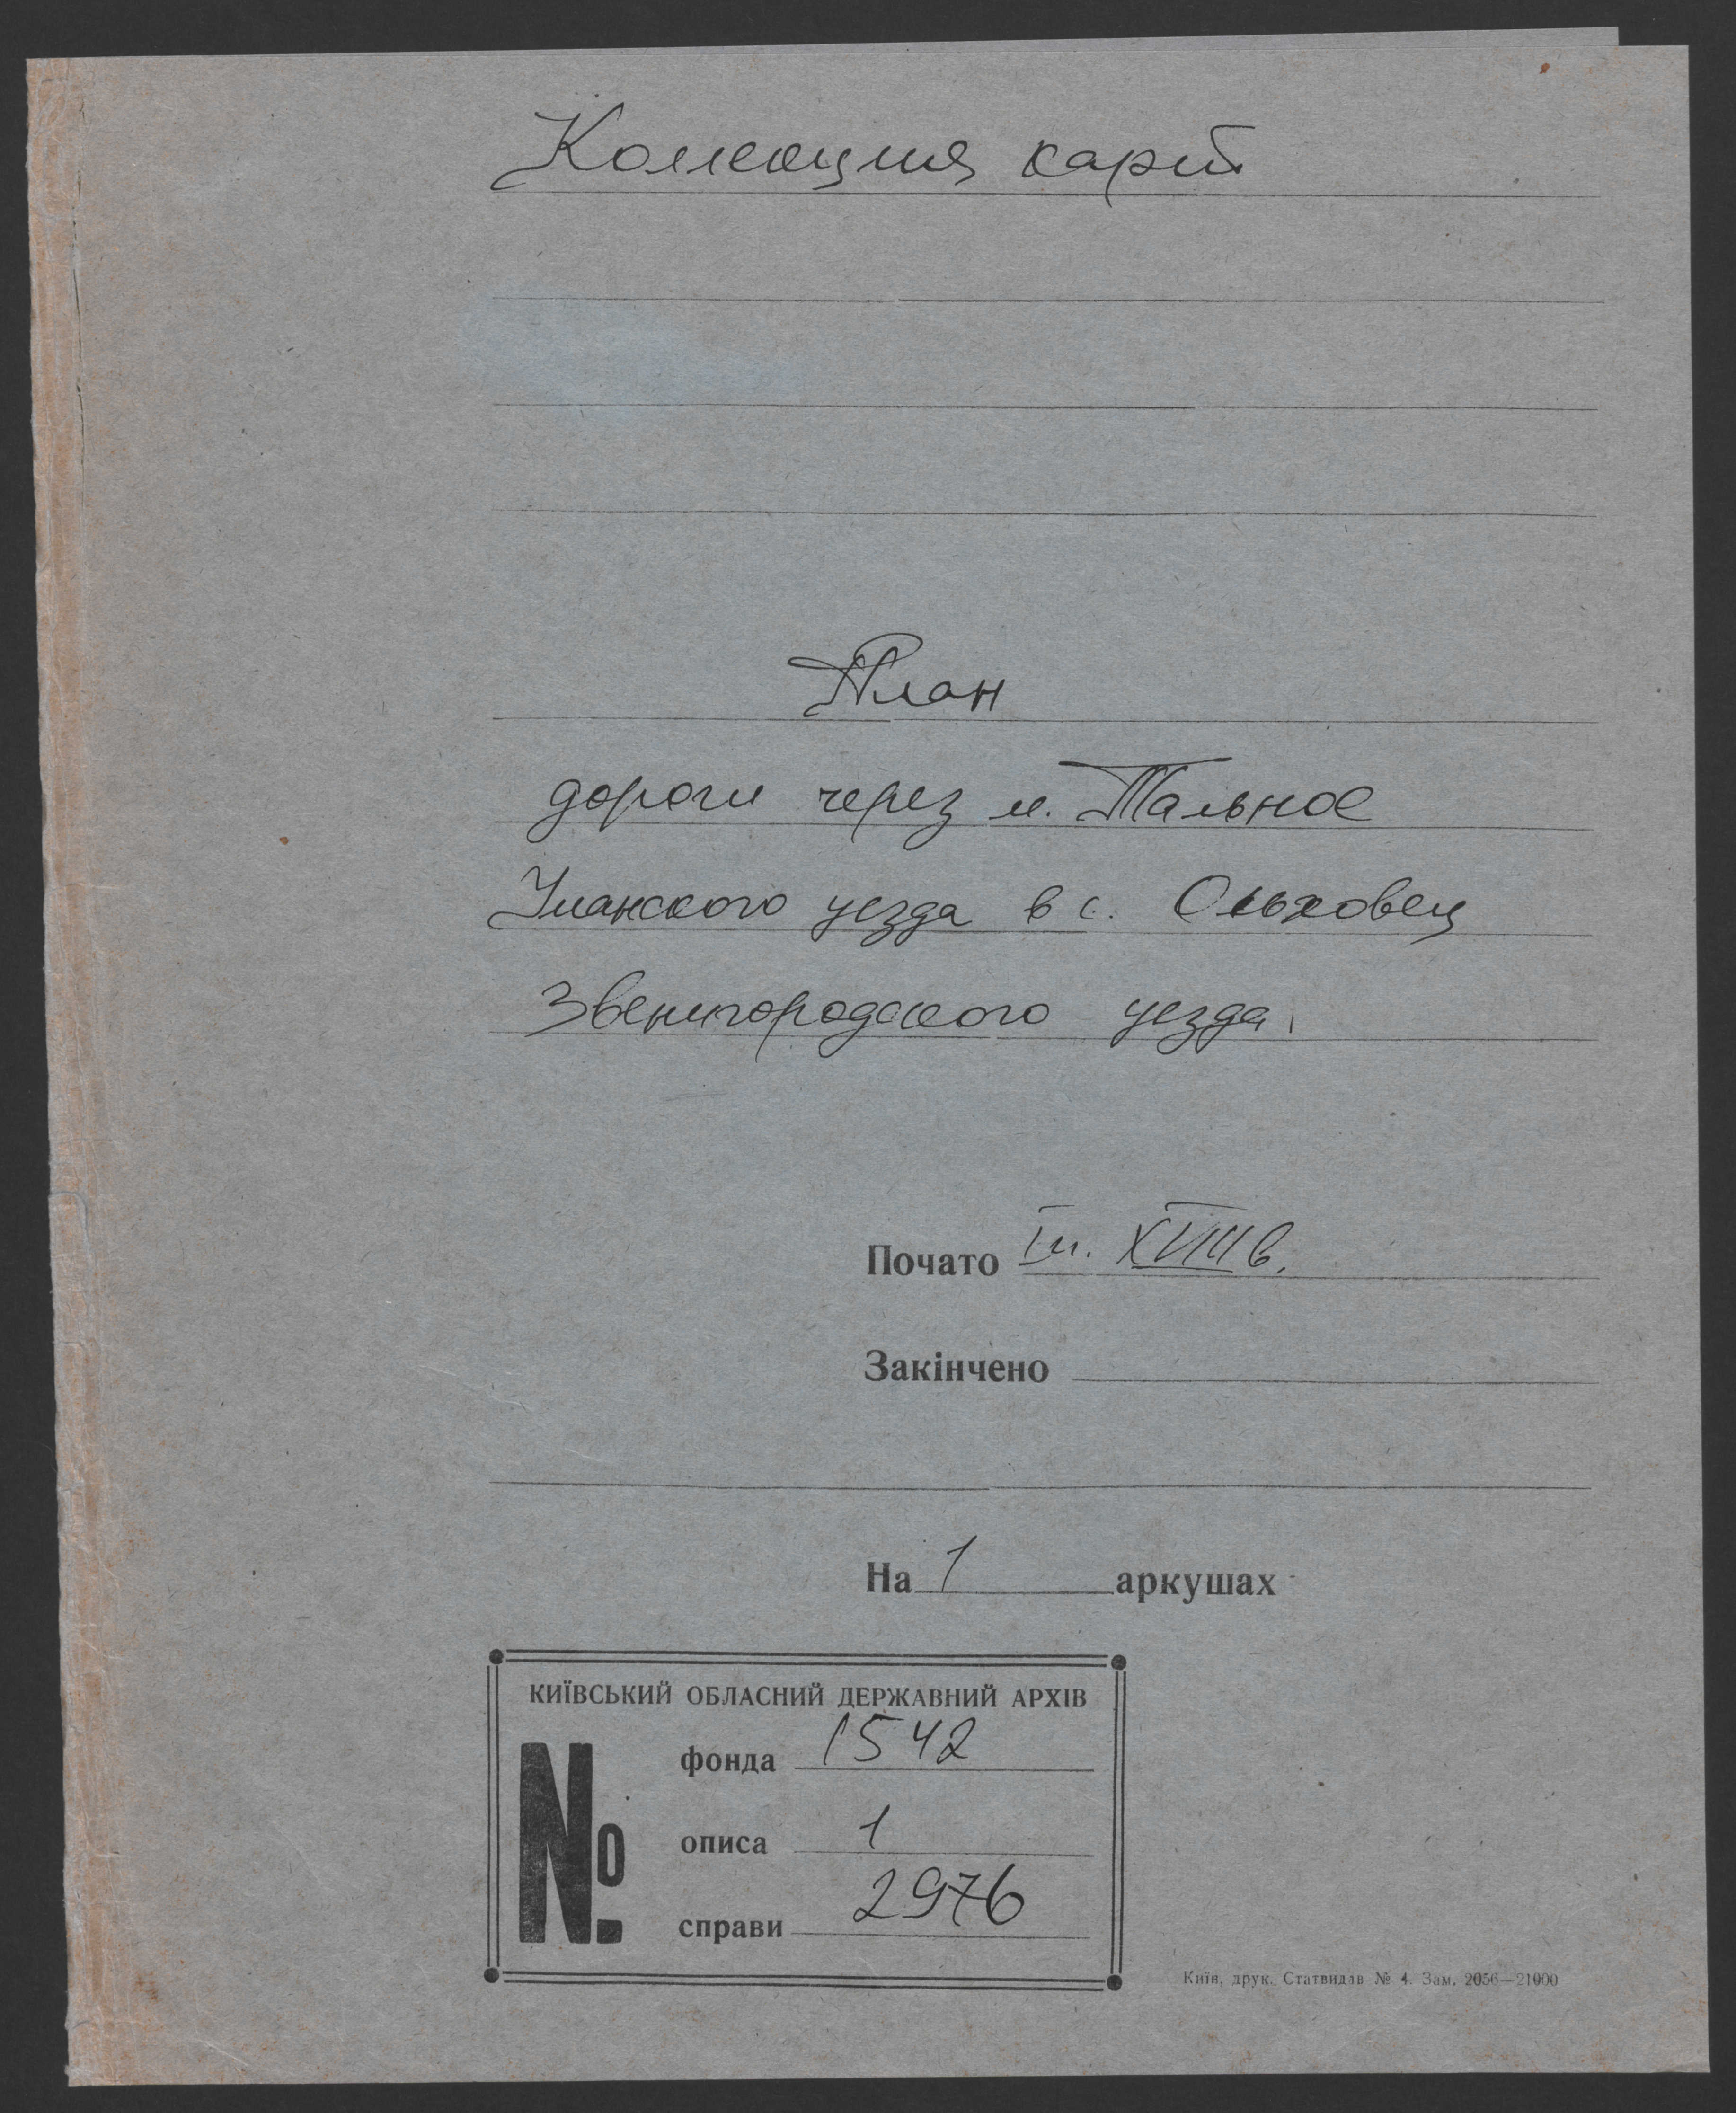 Коллекция карт
План
дороги через м. Тальное
Уманского уезда в с. Ольховец
Звенигородского уезда.
Почато XVIII в.
Закінчено
На 1 аркушах
КИЇВСЬКИЙ ОБЛАСНИЙ ДЕРЖАВНИЙ АРХІВ
№
фонда 1542
описа 1
справи 2976
Київ, друк. Статвидав № 4. Зам. 2056—21000